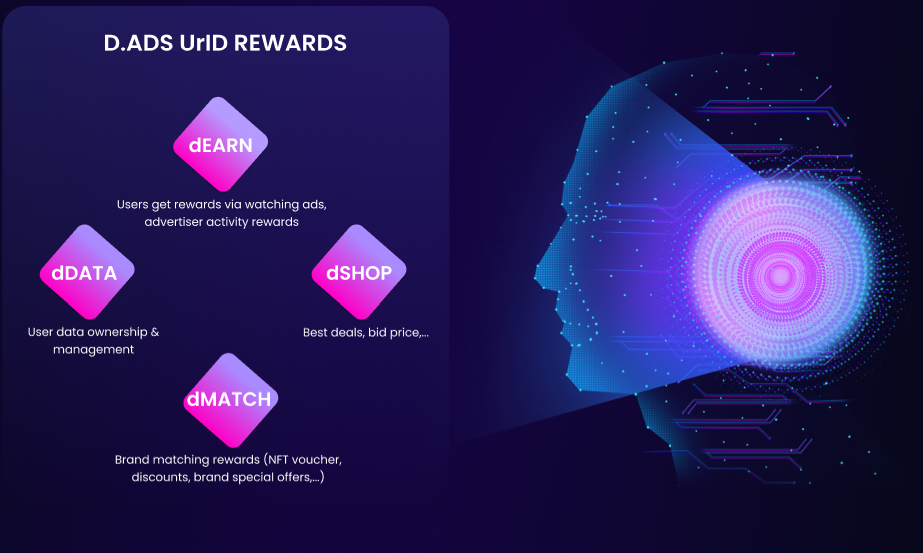 D.ADS UrID REWARDS
dEARN
Users get rewards via watching ads,
advertiser activity rewards
dDATA
User data ownership &
management
dSHOP
Best deals, bid price,...
dMATCH
Brand matching rewards (NFT voucher,
discounts, brand special offers,...)